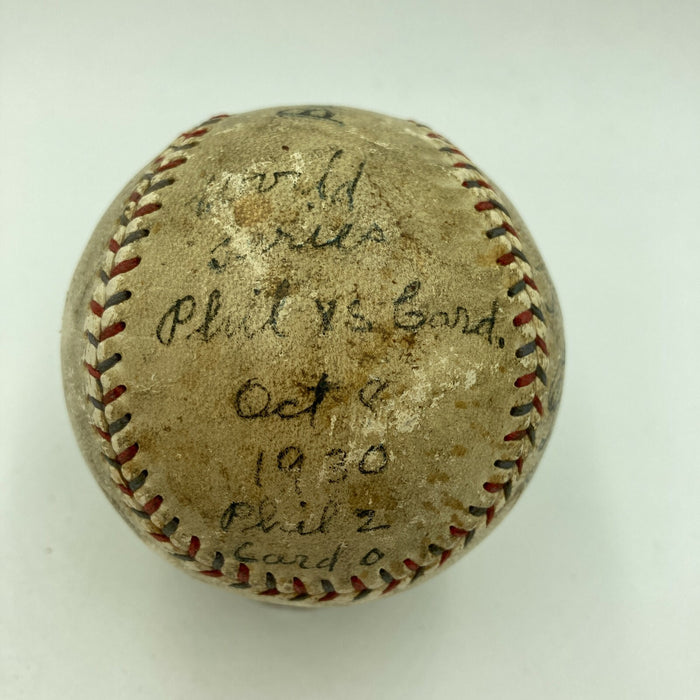 World
Series
Phil vs Card.
Oct 8
1930
Phil 2
Card 0